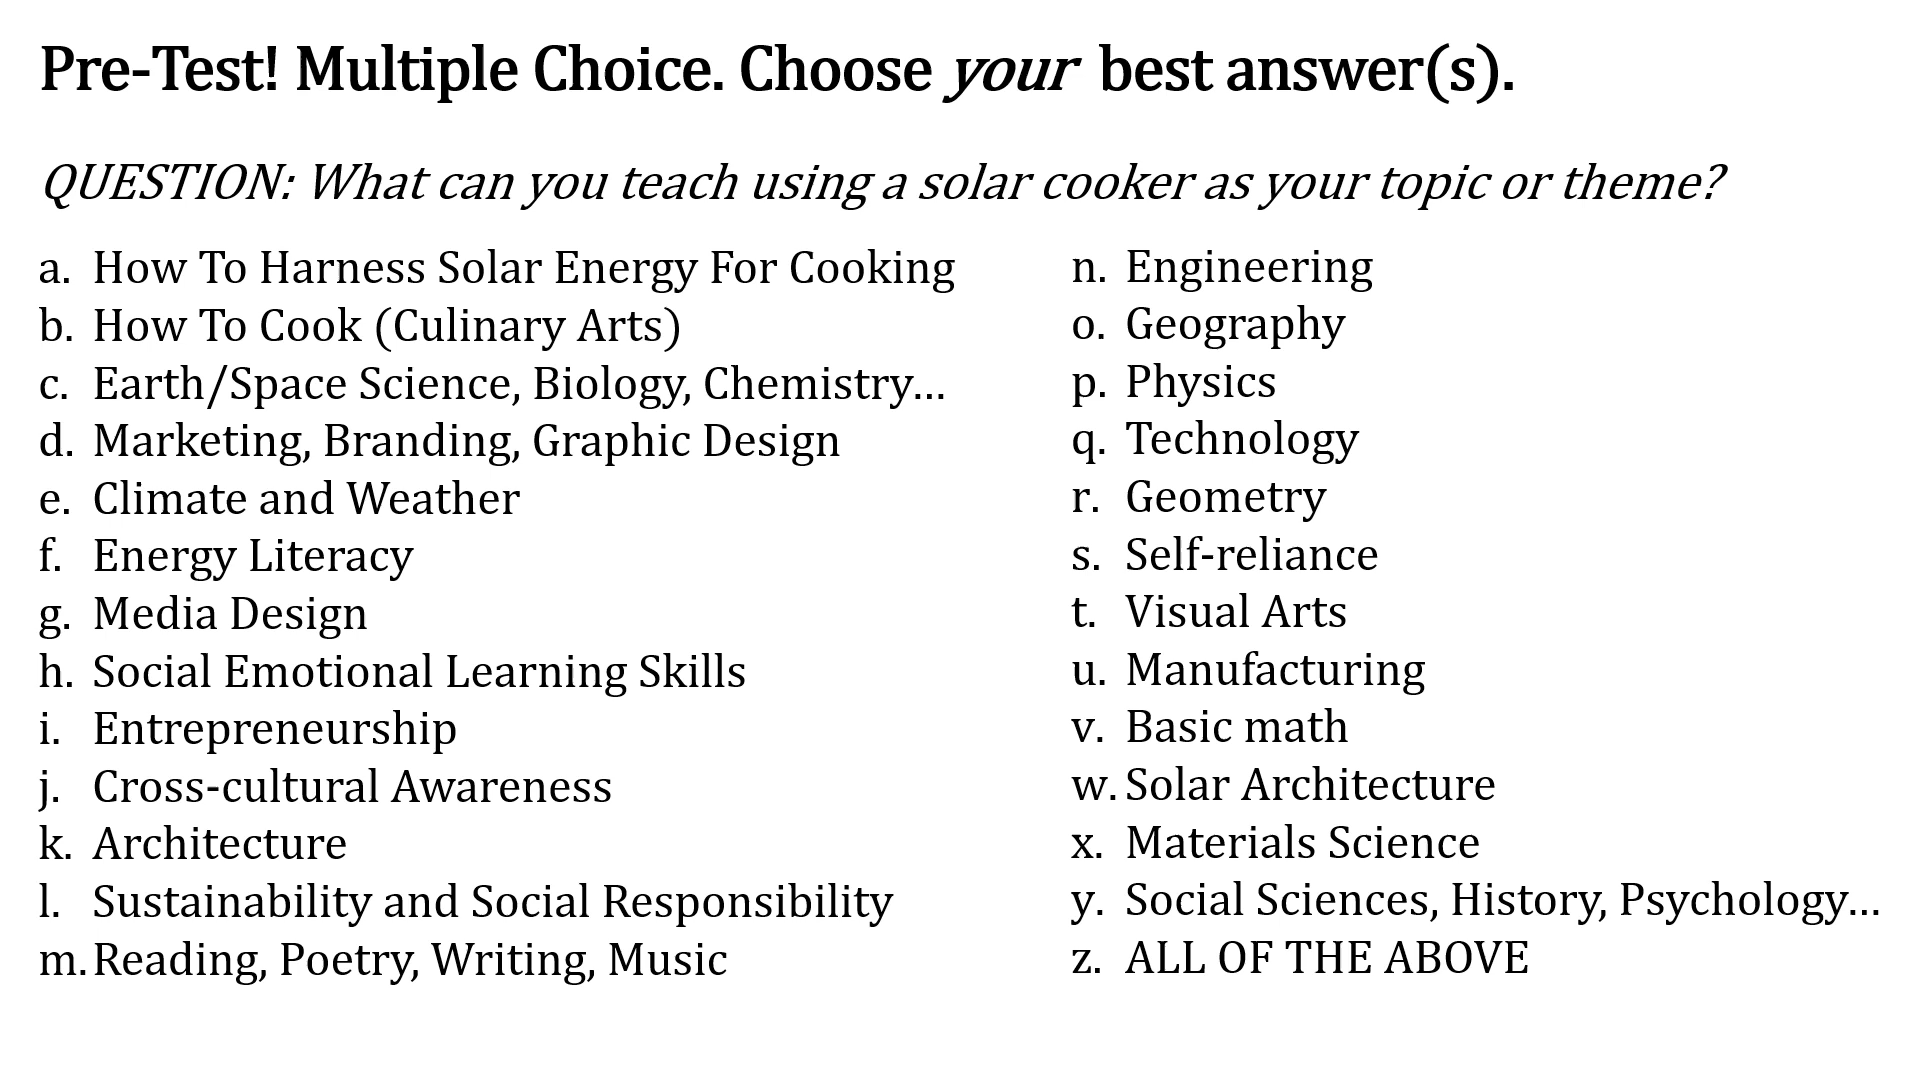 Pre-Test! Multiple Choice. Choose your best answer(s).
QUESTION: What can you teach using a solar cooker as your topic or theme?
a. How To Harness Solar Energy For Cooking
b. How To Cook (Culinary Arts)
c. Earth/Space Science, Biology, Chemistry...
d. Marketing, Branding, Graphic Design
e. Climate and Weather
f. Energy Literacy
g. Media Design
h. Social Emotional Learning Skills
i. Entrepreneurship
j. Cross-cultural Awareness
k. Architecture
l. Sustainability and Social Responsibility
m. Reading, Poetry, Writing, Music
n. Engineering
o. Geography
p. Physics
q. Technology
r. Geometry
s. Self-reliance
t. Visual Arts
u. Manufacturing
v. Basic math
w. Solar Architecture
x. Materials Science
y. Social Sciences, History, Psychology...
z. ALL OF THE ABOVE